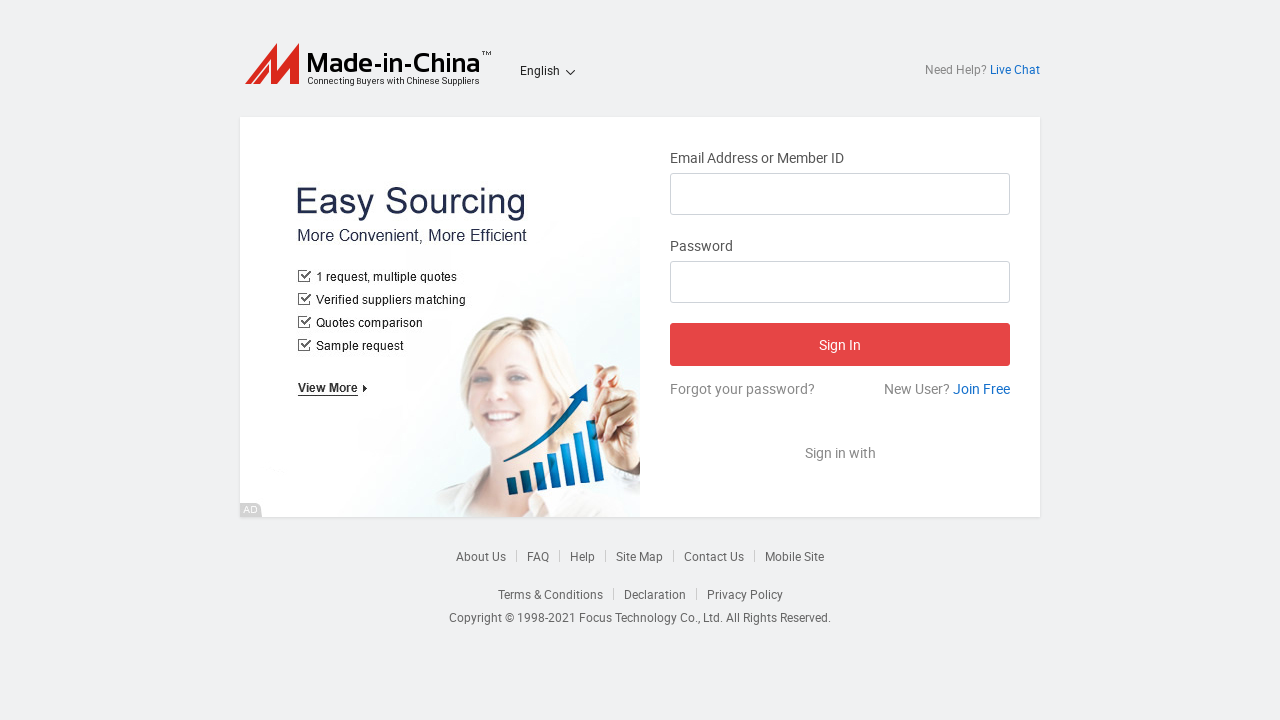 Made-in-China™
Connecting Buyers with Chinese Suppliers
English
Need Help? Live Chat
Easy Sourcing
More Convenient, More Efficient
1 request, multiple quotes
Verified suppliers matching
Quotes comparison
Sample request
View More
AD
Email Address or Member ID
Password
Sign In
Forgot your password?
New User? Join Free
Sign in with
About Us
FAQ
Help
Site Map
Contact Us
Mobile Site
Terms & Conditions
Declaration
Privacy Policy
Copyright © 1998-2021 Focus Technology Co., Ltd. All Rights Reserved.